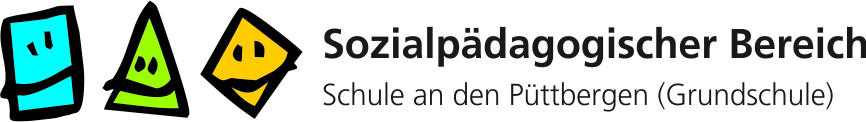 Sozialpädagogischer Bereich
Schule an den Püttbergen (Grundschule)